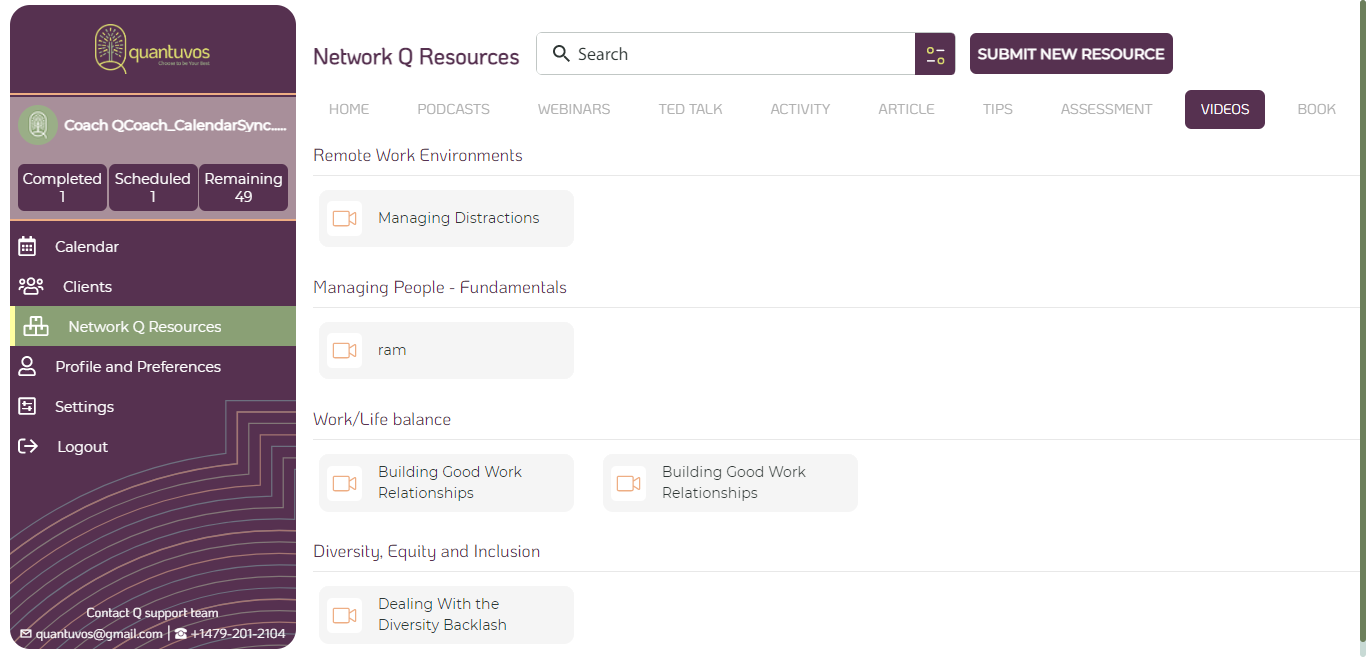 quantuvos
Choose to be Your Best
Coach QCoach_CalendarSync.....
Completed
1
Scheduled
1
Remaining
49
Calendar
Clients
Network Q Resources
Profile and Preferences
Settings
Logout
Contact Q support team
quantuvos@gmail.com | +1479-201-2104
Network Q Resources
Search
SUBMIT NEW RESOURCE
HOME PODCASTS WEBINARS TED TALK ACTIVITY ARTICLE TIPS ASSESSMENT VIDEOS BOOK
Remote Work Environments
Managing Distractions
Managing People - Fundamentals
ram
Work/Life balance
Building Good Work
Relationships
Building Good Work
Relationships
Diversity, Equity and Inclusion
Dealing With the
Diversity Backlash